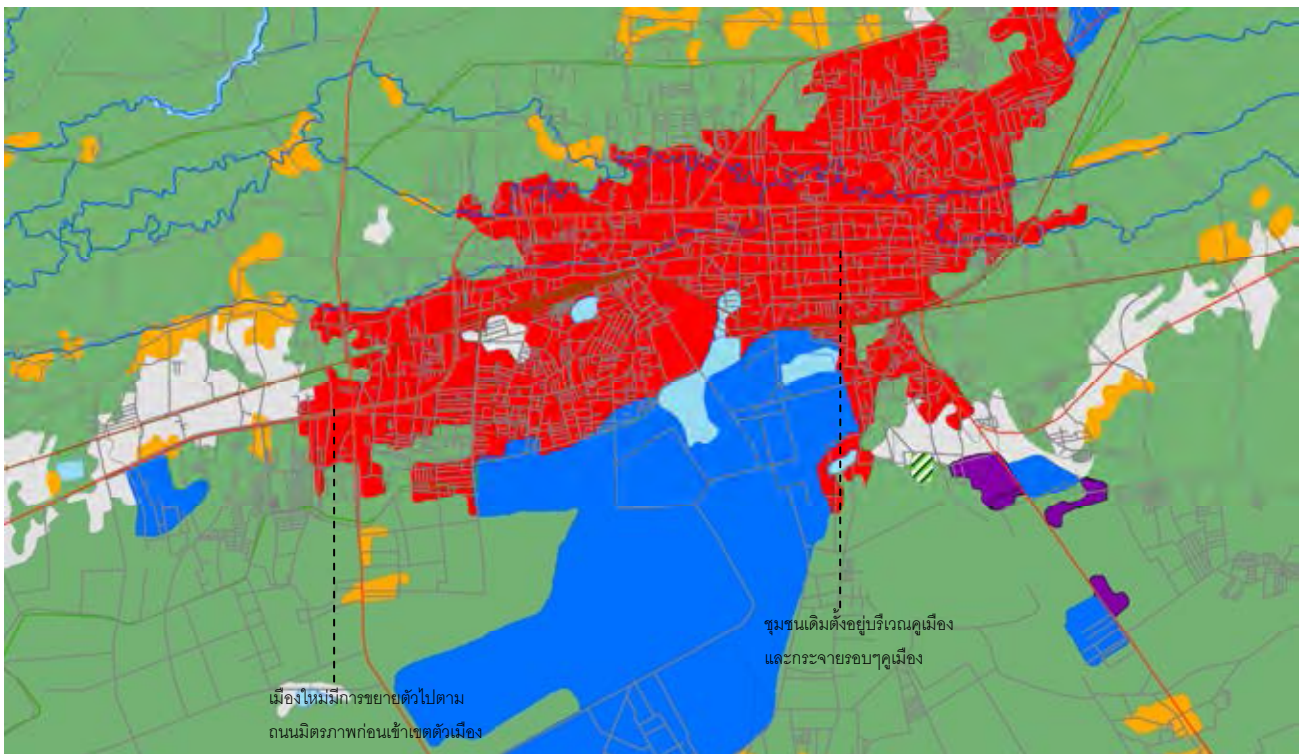 ชุมชนเดิมตั้งอยู่บริเวณคูเมือง
และกระจายรอบๆคูเมือง
เมืองใหม่มีการขยายตัวไปตาม
ถนนมิตรภาพก่อนเข้าเขตตัวเมือง